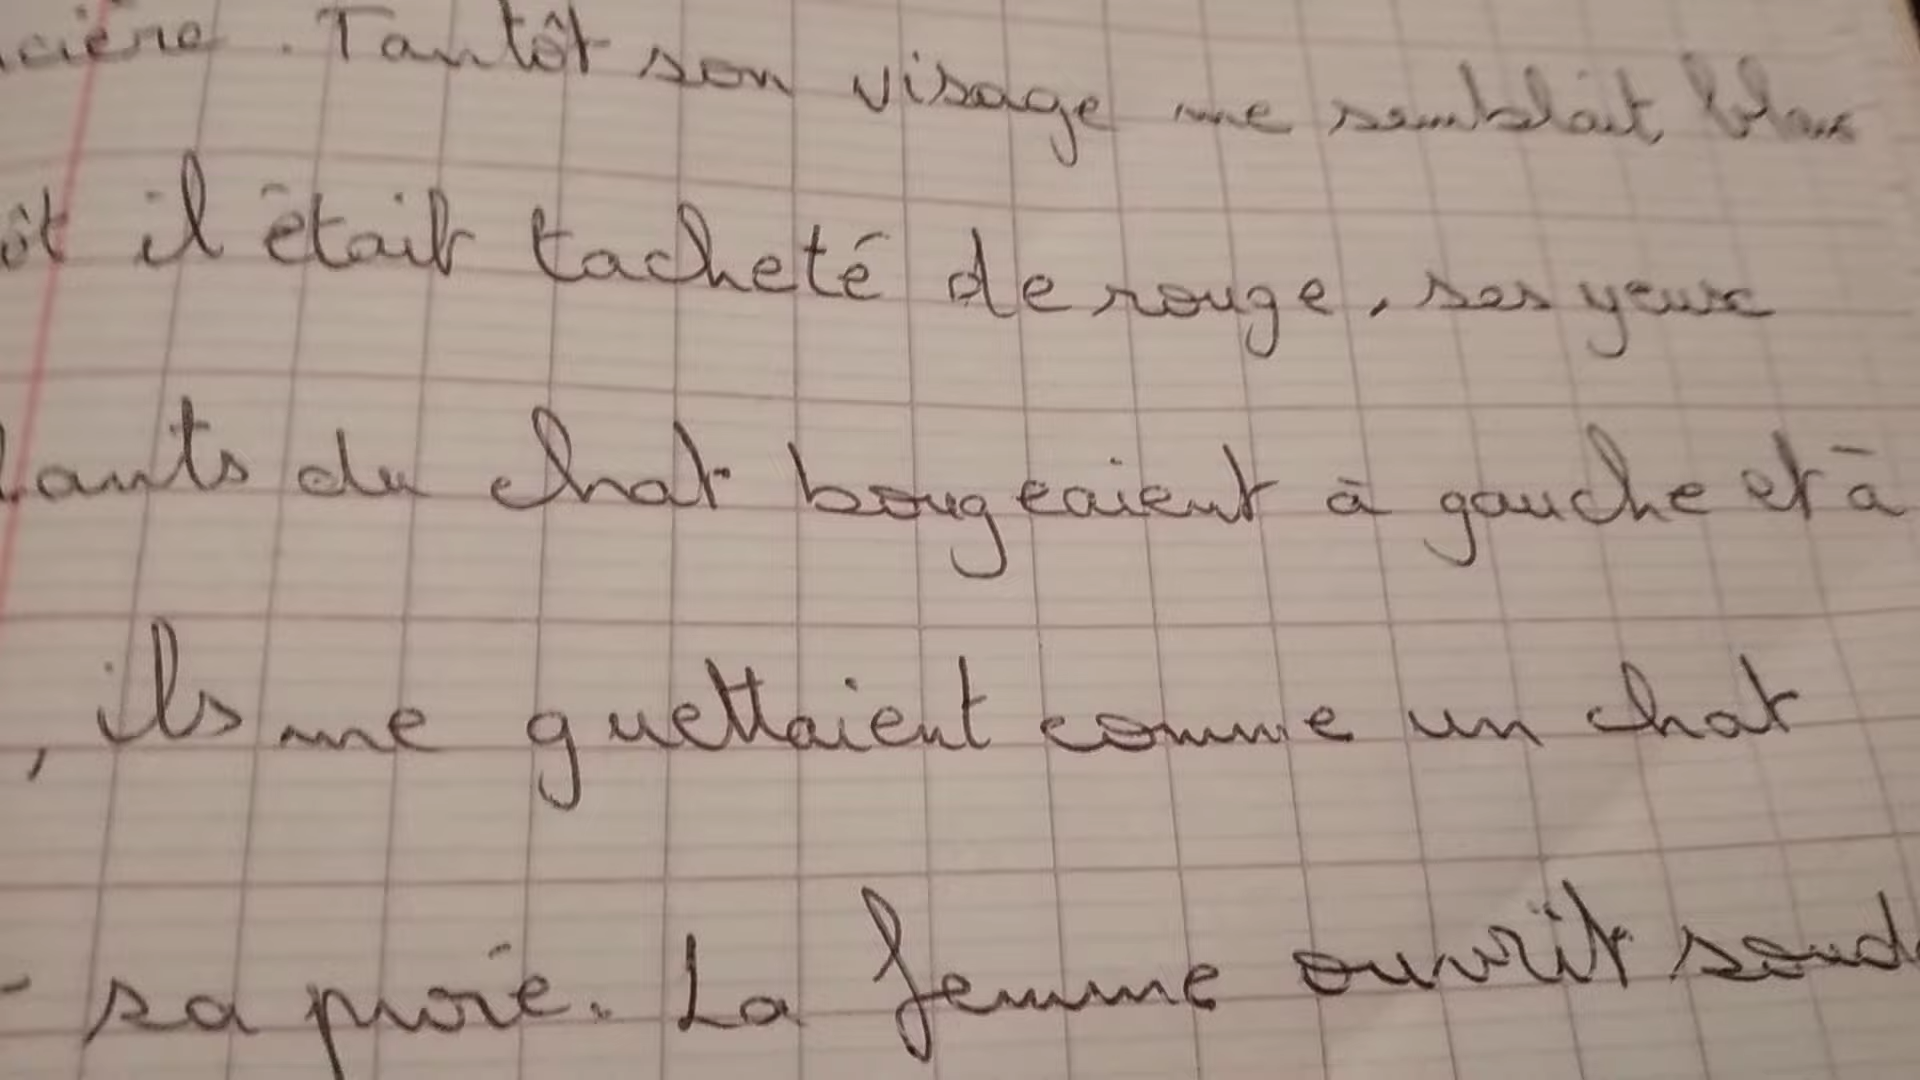 . Tantôt son visage me semblait
il était tacheté de rouge, ses yeux
du chat bougeaient à gauche et à
, ils me guettaient comme un chat
sa proie. La femme ouvrit